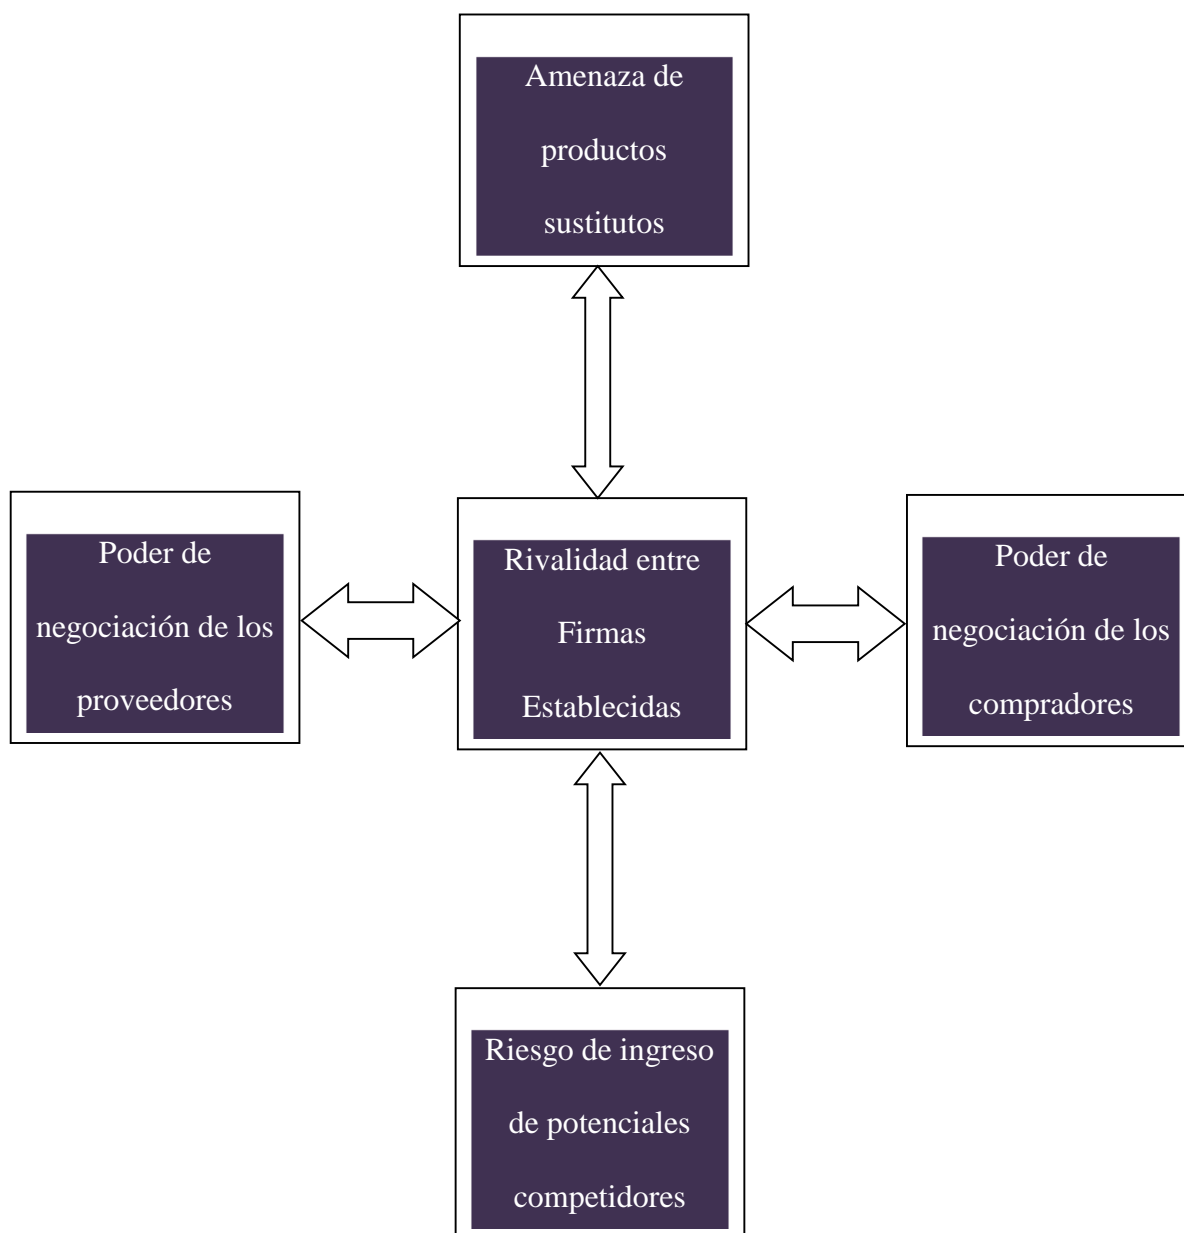 Amenaza de
productos
sustitutos
Poder de
negociación de los
proveedores
Rivalidad entre
Firmas
Establecidas
Poder de
negociación de los
compradores
Riesgo de ingreso
de potenciales
competidores